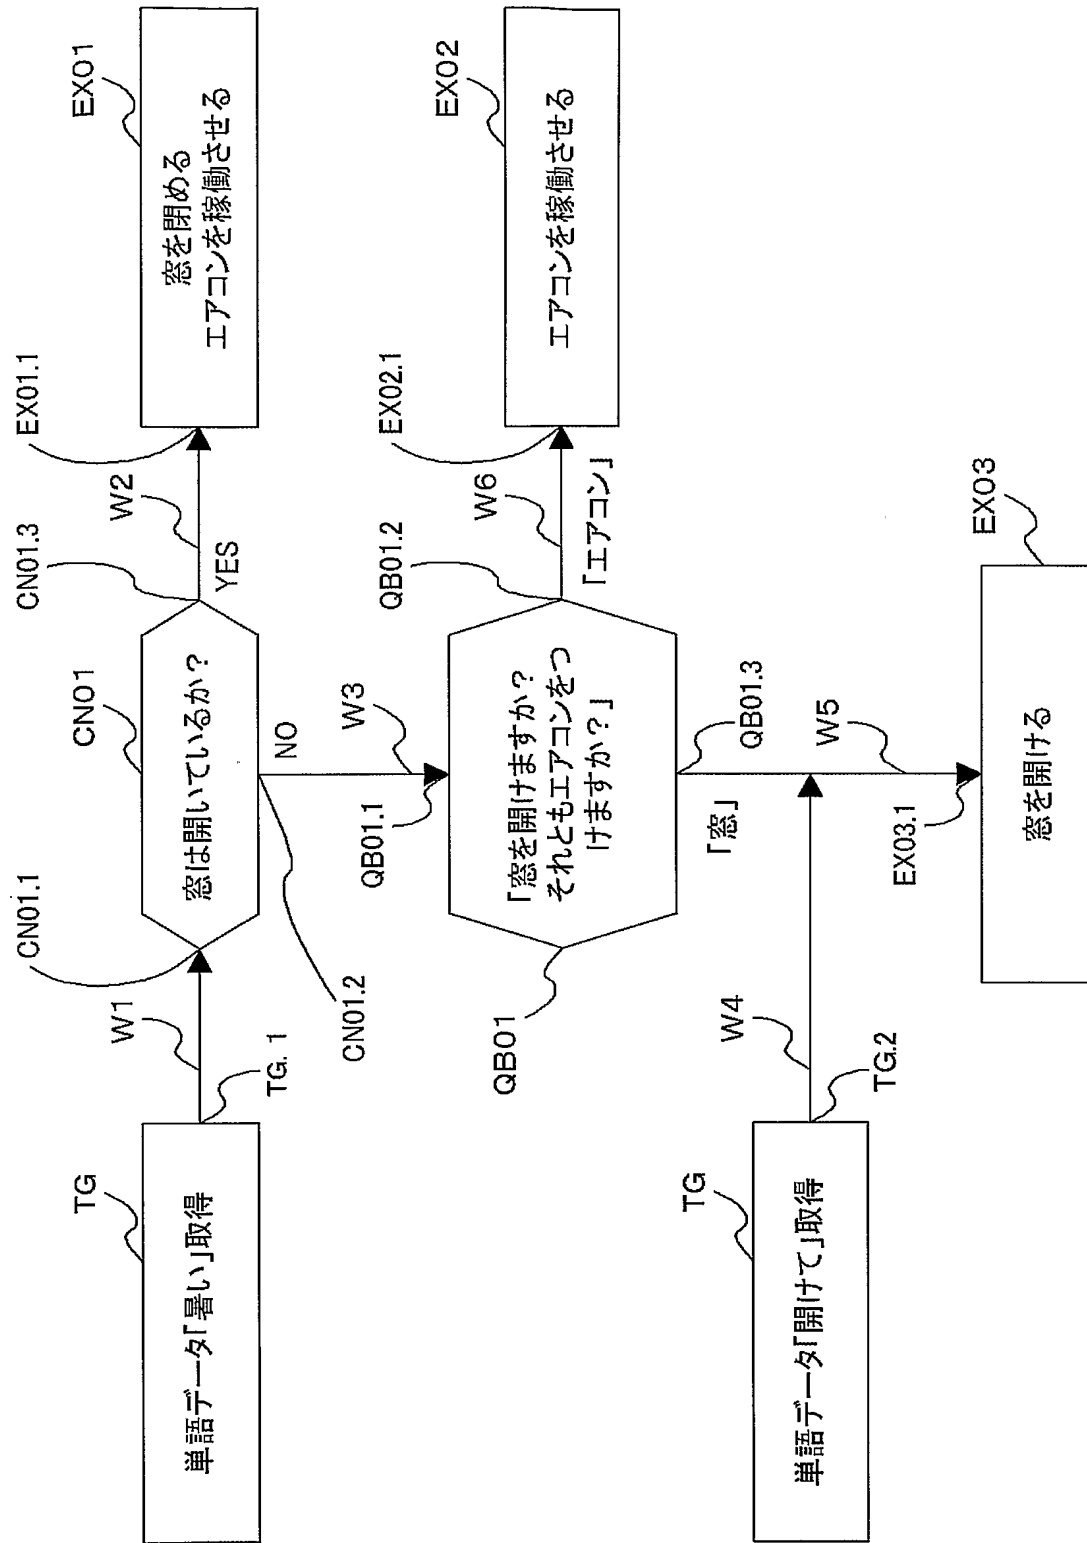 TG
単語データ「暑い」取得
TG.1
W1
CN01.1
CN01
窓は開いているか?
CN01.2
CN01.3
YES
W2
EX01.1
EX01
窓を閉める
エアコンを稼働させる
NO
W3
QB01.1
QB01
「窓を開けますか?
それともエアコンをつ
けますか?」
QB01.2
W6
「エアコン」
EX02.1
EX02
エアコンを稼働させる
QB01.3
「窓」
TG
単語データ「開けて」取得
TG.2
W4
W5
EX03.1
EX03
窓を開ける